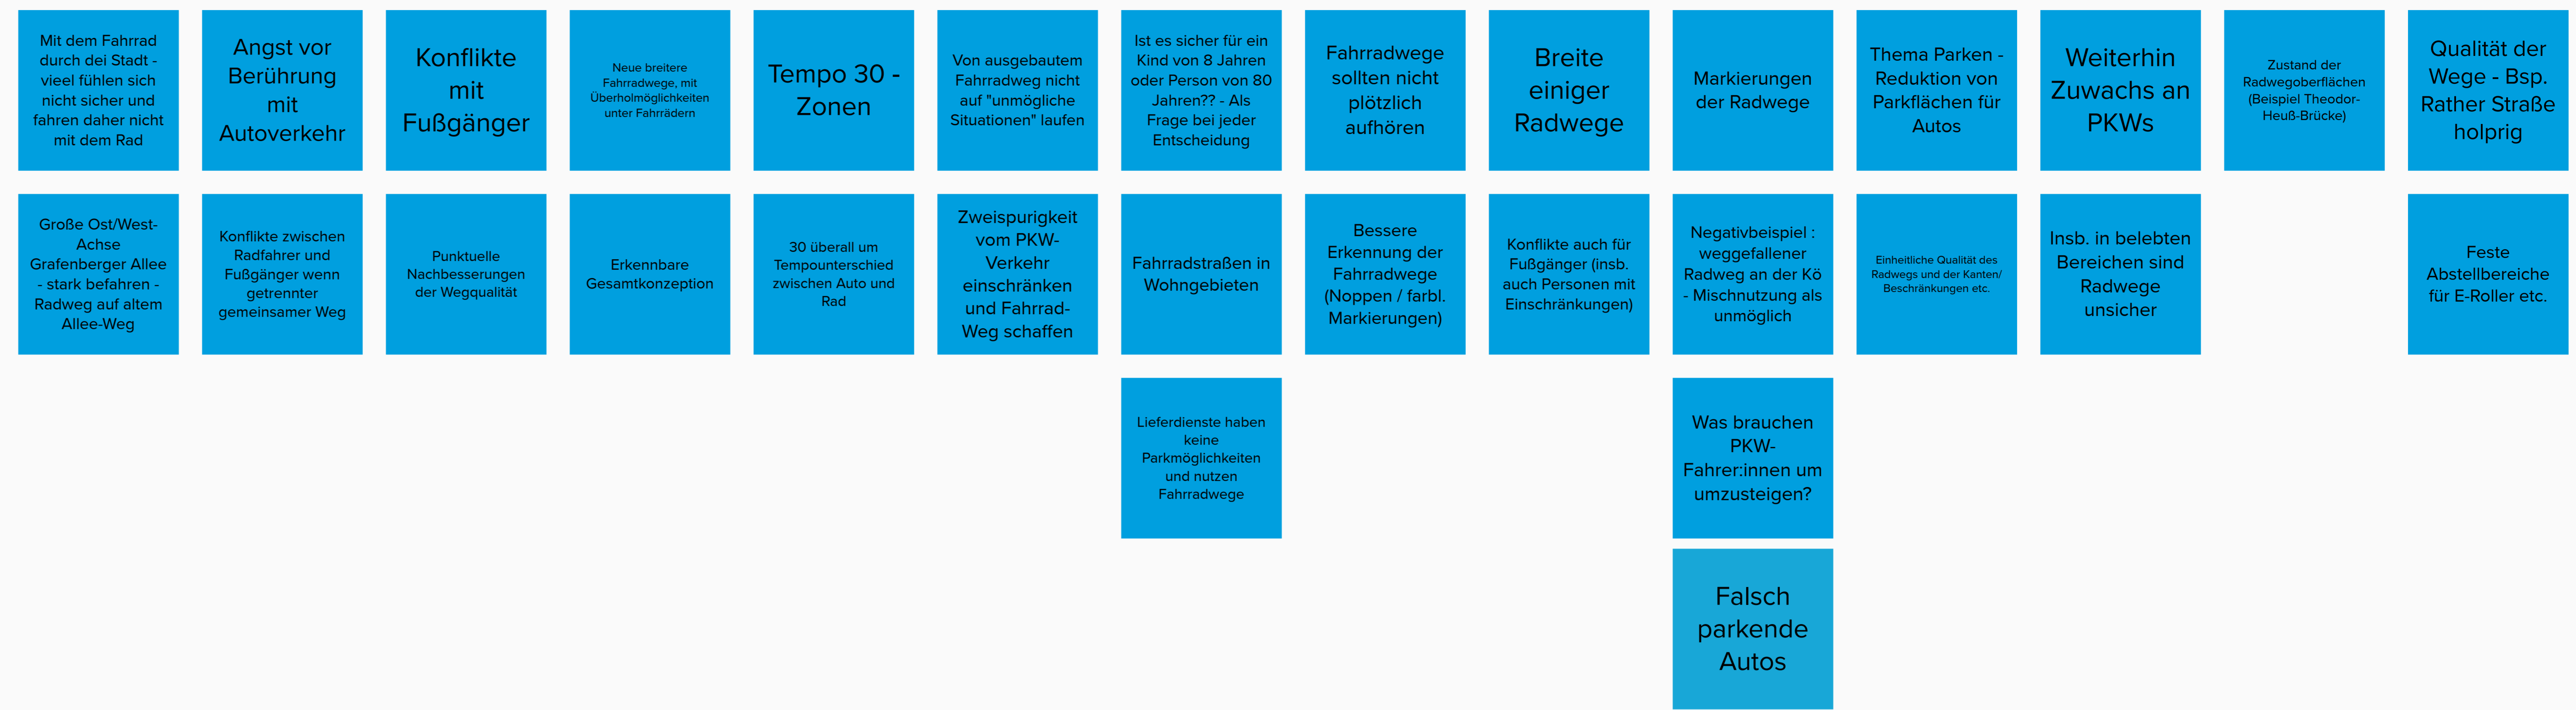 Mit dem Fahrrad
durch dei Stadt -
vieel fühlen sich
nicht sicher und
fahren daher nicht
mit dem Rad
Angst vor
Berührung
mit
Autoverkehr
Konflikte
mit
Fußgänger
Neue breitere
Fahrradwege, mit
Überholmöglichkeiten
unter Fahrrädern
Tempo 30 -
Zonen
Von ausgebautem
Fahrradweg nicht
auf "unmögliche
Situationen" laufen
Ist es sicher für ein
Kind von 8 Jahren
oder Person von 80
Jahren?? - Als
Frage bei jeder
Entscheidung
Fahrradwege
sollten nicht
plötzlich
aufhören
Breite
einiger
Radwege
Markierungen
der Radwege
Thema Parken -
Reduktion von
Parkflächen für
Autos
Weiterhin
Zuwachs an
PKWs
Zustand der
Radwegoberflächen
(Beispiel Theodor-
Heuß-Brücke)
Qualität der
Wege - Bsp.
Rather Straße
holprig
Große Ost/West-
Achse
Grafenberger Allee
- stark befahren -
Radweg auf altem
Allee-Weg
Konflikte zwischen
Radfahrer und
Fußgänger wenn
getrennter
gemeinsamer Weg
Punktuelle
Nachbesserungen
der Wegqualität
Erkennbare
Gesamtkonzeption
30 überall um
Tempounterschied
zwischen Auto und
Rad
Zweispurigkeit
vom PKW-
Verkehr
einschränken
und Fahrrad-
Weg schaffen
Fahrradstraßen in
Wohngebieten
Bessere
Erkennung der
Fahrradwege
(Noppen / farbl.
Markierungen)
Konflikte auch für
Fußgänger (insb.
auch Personen mit
Einschränkungen)
Negativbeispiel :
weggefallener
Radweg an der Kö
- Mischnutzung als
unmöglich
Einheitliche Qualität des
Radwegs und der Kanten/
Beschränkungen etc.
Insb. in belebten
Bereichen sind
Radwege
unsicher
Feste
Abstellbereiche
für E-Roller etc.
Lieferdienste haben
keine
Parkmöglichkeiten
und nutzen
Fahrradwege
Was brauchen
PKW-
Fahrer:innen um
umzusteigen?
Falsch
parkende
Autos